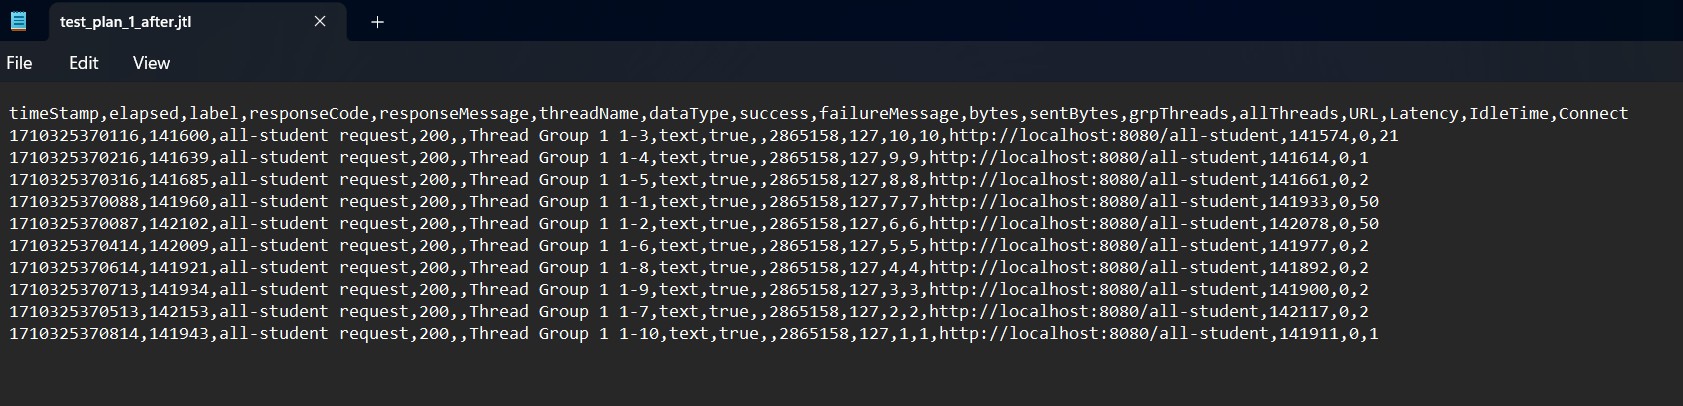 test_plan_1_after.jtl
File Edit View
timeStamp,elapsed,label,responseCode,responseMessage,threadName,dataType,success,failureMessage,bytes,sentBytes,grpThreads,allThreads,URL,Latency,IdleTime,Connect
1710325370116,141600,all-student request,200,,Thread Group 1 1-3,text,true,,2865158,127,10,10,http://localhost:8080/all-student,141574,0,21
1710325370216,141639,all-student request,200,,Thread Group 1 1-4,text,true,,2865158,127,9,9,http://localhost:8080/all-student,141614,0,1
1710325370316,141685,all-student request,200,,Thread Group 1 1-5,text,true,,2865158,127,8,8,http://localhost:8080/all-student,141661,0,2
1710325370088,141960,all-student request,200,,Thread Group 1 1-1,text,true,,2865158,127,7,7,http://localhost:8080/all-student,141933,0,50
1710325370087,142102,all-student request,200,,Thread Group 1 1-2,text,true,,2865158,127,6,6,http://localhost:8080/all-student,142078,0,50
1710325370414,142009,all-student request,200,,Thread Group 1 1-6,text,true,,2865158,127,5,5,http://localhost:8080/all-student,141977,0,2
1710325370614,141921,all-student request,200,,Thread Group 1 1-8,text,true,,2865158,127,4,4,http://localhost:8080/all-student,141892,0,2
1710325370713,141934,all-student request,200,,Thread Group 1 1-9,text,true,,2865158,127,3,3,http://localhost:8080/all-student,141900,0,2
1710325370513,142153,all-student request,200,,Thread Group 1 1-7,text,true,,2865158,127,2,2,http://localhost:8080/all-student,142117,0,2
1710325370814,141943,all-student request,200,,Thread Group 1 1-10,text,true,,2865158,127,1,1,http://localhost:8080/all-student,141911,0,1